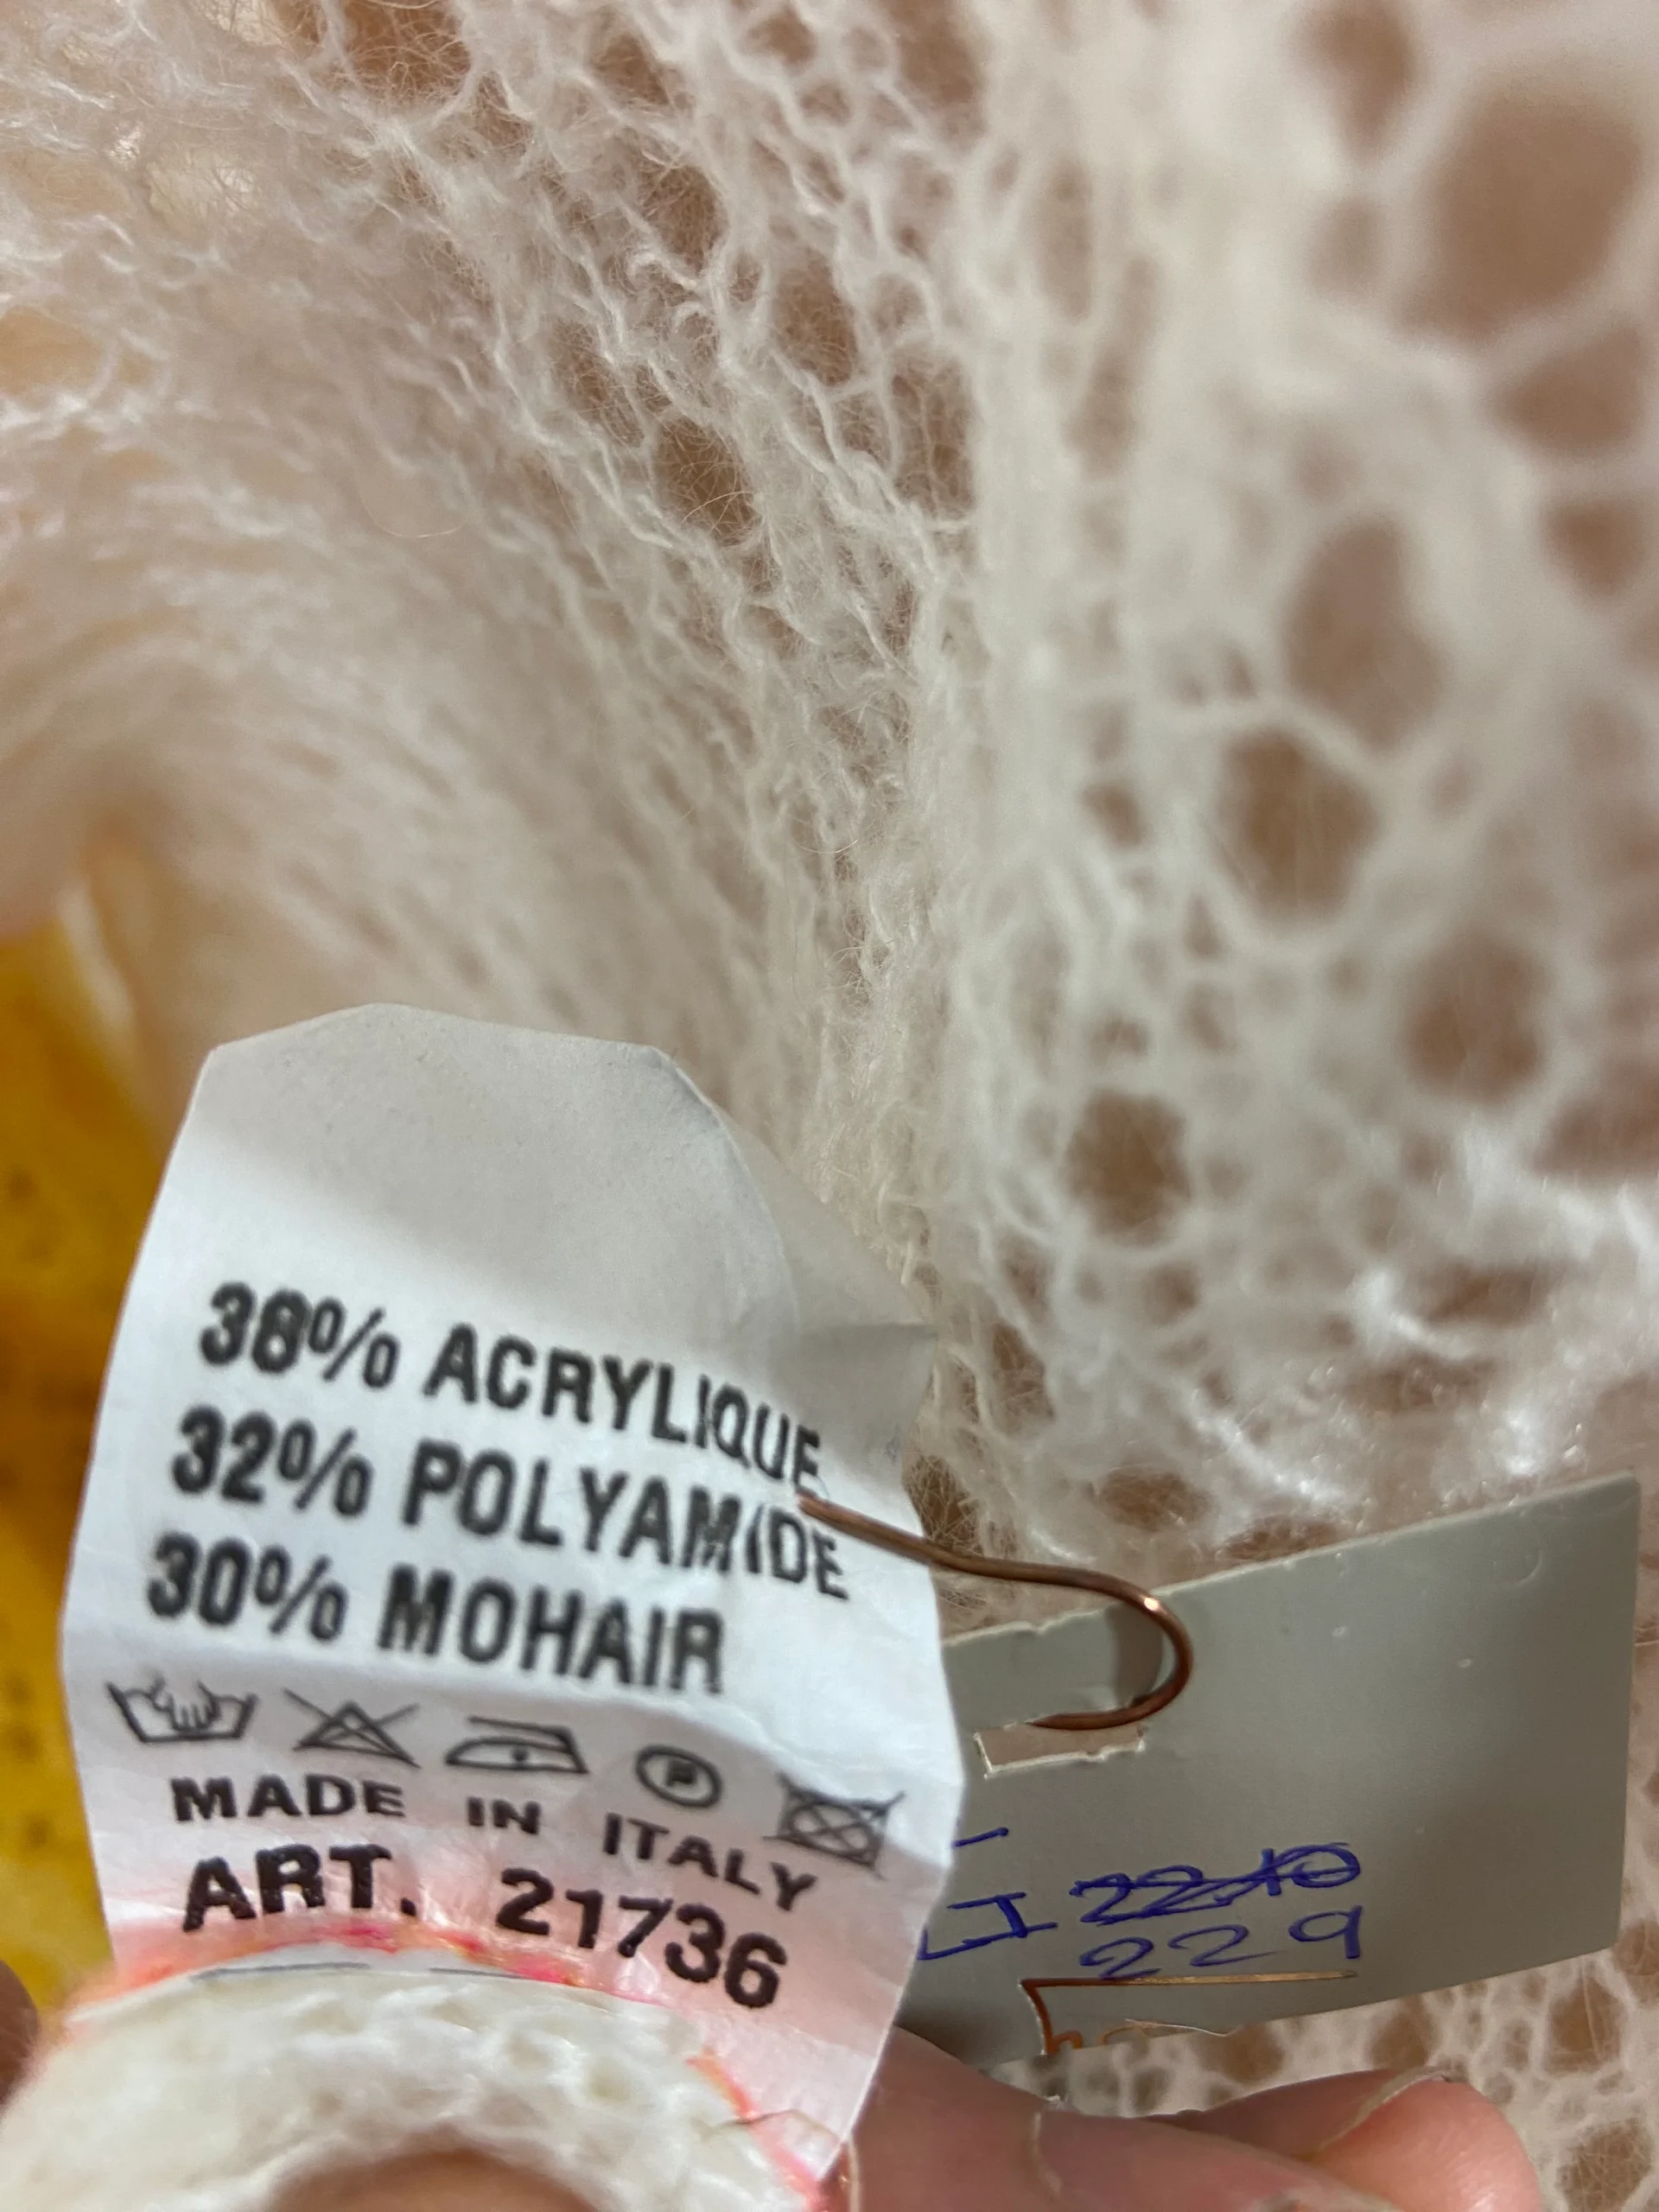 38% ACRYLIQUE
32% POLYAMIDE
30% MOHAIR
P
MADE IN ITALY
ART. 21736
229